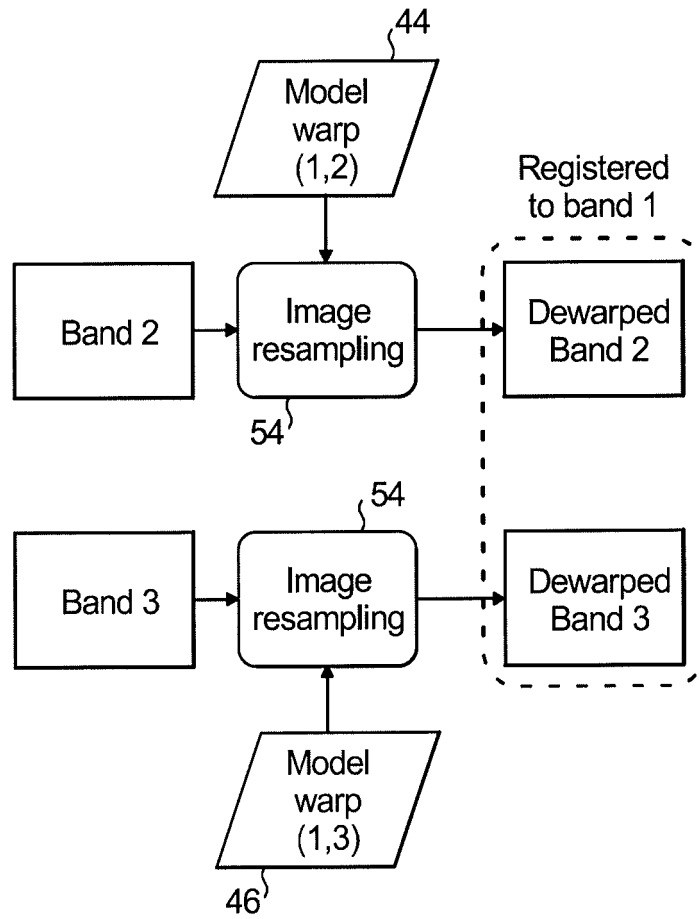 44
Model
warp
(1,2)
Registered
to band 1
Band 2
Image
resampling
Dewarped
Band 2
54
54
Band 3
Image
resampling
Dewarped
Band 3
Model
warp
(1,3)
46